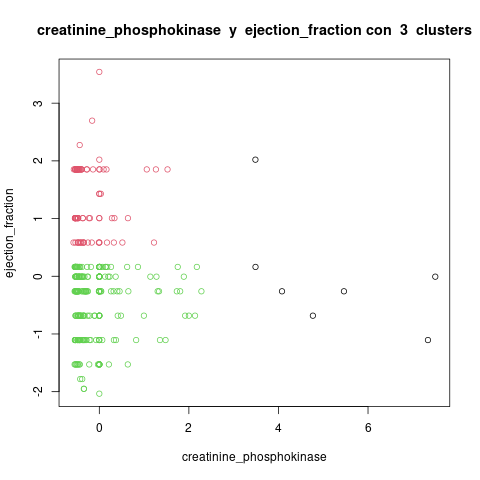 creatinine_phosphokinase y ejection_fraction con 3 clusters
ejection_fraction
3
2
1
0
-1
-2
0 2 4 6
creatinine_phosphokinase